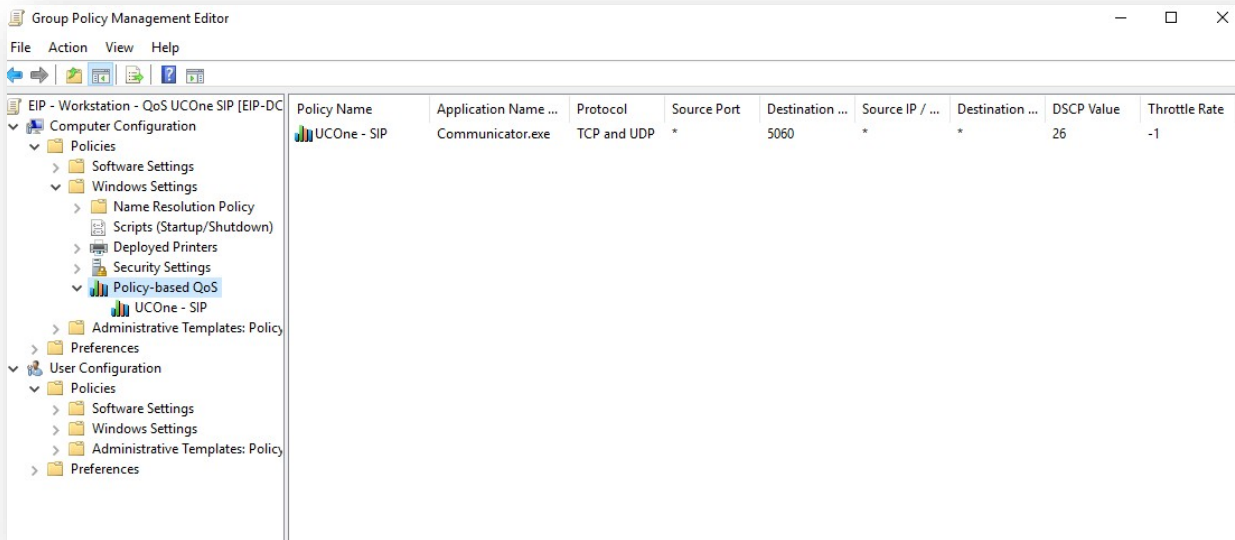 Group Policy Management Editor
File Action View Help
EIP - Workstation - QoS UCOne SIP [EIP-DC
Computer Configuration
Policies
Software Settings
Windows Settings
Name Resolution Policy
Scripts (Startup/Shutdown)
Deployed Printers
Security Settings
Policy-based QoS
UCOne - SIP
Administrative Templates: Policy
Preferences
User Configuration
Policies
Software Settings
Windows Settings
Administrative Templates: Policy
Preferences
Policy Name Application Name ... Protocol Source Port Destination ... Source IP / ... Destination ... DSCP Value Throttle Rate
UCOne - SIP Communicator.exe TCP and UDP * 5060 * * 26 -1